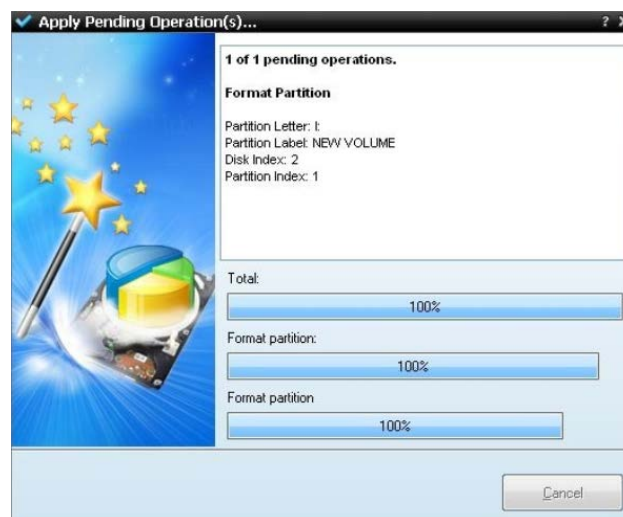 Apply Pending Operation(s)...
?
1 of 1 pending operations.
Format Partition
Partition Letter: I:
Partition Label: NEW VOLUME
Disk Index: 2
Partition Index: 1
Total:
100%
Format partition:
100%
Format partition
100%
Cancel